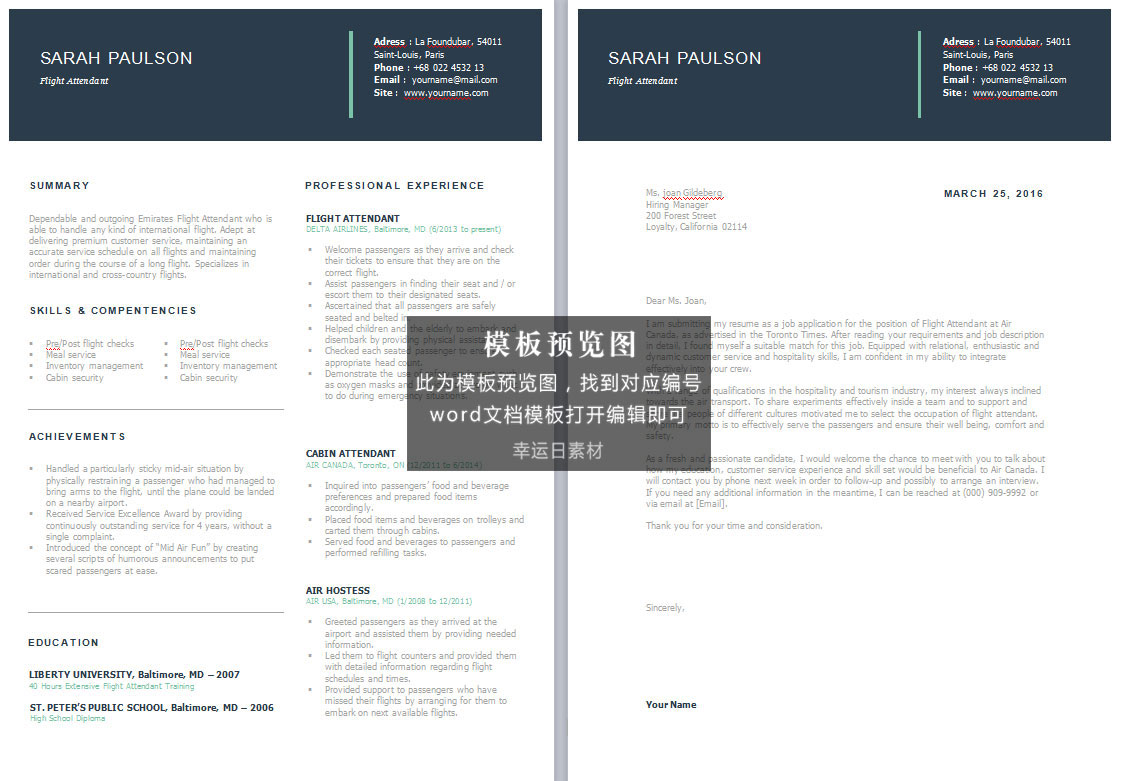 SARAH PAULSON
Flight Attendant
Adress : La Foundubar, 54011
Saint-Louis, Paris
Phone : +68 022 4532 13
Email : yourname@mail.com
Site : www.yourname.com
SUMMARY
Dependable and outgoing Emirates Flight Attendant who is
able to handle any kind of international flight. Adept at
delivering premium customer service, maintaining an
accurate service schedule on all flights and maintaining
order during the course of a long flight. Specializes in
international and cross-country flights.
SKILLS & COMPENTENCIES
Pre/Post flight checks
Meal service
Inventory management
Cabin security
Pre/Post flight checks
Meal service
Inventory management
Cabin security
ACHIEVEMENTS
Handled a particularly sticky mid-air situation by
physically restraining a passenger who had managed to
bring arms to the flight, until the plane could be landed
on a nearby airport.
Received Service Excellence Award by providing
continuously outstanding service for 4 years, without a
single complaint.
Introduced the concept of "Mid Air Fun" by creating
several scripts of humorous announcements to put
scared passengers at ease.
EDUCATION
LIBERTY UNIVERSITY, Baltimore, MD – 2007
40 Hours Extensive Flight Attendant Training
ST. PETER'S PUBLIC SCHOOL, Baltimore, MD – 2006
High School Diploma
PROFESSIONAL EXPERIENCE
FLIGHT ATTENDANT
DELTA AIRLINES, Baltimore, MD (6/2013 to present)
Welcome passengers as they arrive and check
their tickets to ensure that they are on the
correct flight.
Assist passengers in finding their seat and / or
escort them to their designated seats.
Ascertained that all passengers are safely
seated and belted in
Helped children and the elderly to embark and
disembark by providing physical
Checked each seated passenger to
appropriate head count
Demonstrate the use of
as oxygen masks and
to do during emergency situations.
CABIN ATTENDANT
AIR CANADA, Toronto, ON (12/2011 to 6/2014)
Inquired into passengers' food and beverage
preferences and prepared food items
accordingly.
Placed food items and beverages on trolleys and
carted them through cabins.
Served food and beverages to passengers and
performed refilling tasks.
AIR HOSTESS
AIR USA, Baltimore, MD (1/2008 to 12/2011)
Greeted passengers as they arrived at the
airport and assisted them by providing needed
information.
Led them to flight counters and provided them
with detailed information regarding flight
schedules and times.
Provided support to passengers who have
missed their flights by arranging for them to
embark on next available flights.
模板预览图
此为模板预览图，找到对应编号
word文档模板打开编辑即可
幸运日素材
SARAH PAULSON
Flight Attendant
Adress : La Foundubar, 54011
Saint-Louis, Paris
Phone : +68 022 4532 13
Email : yourname@mail.com
Site : www.yourname.com
Ms. joan Gildeberg
Hiring Manager
200 Forest Street
Loyalty, California 02114
MARCH 25, 2016
Dear Ms. Joan,
I am submitting my resume as a job application for the position of Flight Attendant at Air
Canada, as advertised in the Toronto Times. After reading your requirements and job description
in detail, I found myself a suitable match for this job. Equipped with relational, enthusiastic and
dynamic customer service and hospitality skills, I am confident in my ability to integrate
effectively into your crew.
With a range of qualifications in the hospitality and tourism industry, my interest always inclined
towards the air transport. To share experiences effectively inside a team and to support and
people of different cultures motivated me to select the occupation of flight attendant.
My primary motto is to effectively serve the passengers and ensure their well being, comfort and
safety.
As a fresh and passionate candidate, I would welcome the chance to meet with you to talk about
how my education, customer service experience and skill set would be beneficial to Air Canada. I
will contact you by phone next week in order to follow-up and possibly to arrange an interview.
If you need any additional information in the meantime, I can be reached at (000) 909-9992 or
via email at [Email].
Thank you for your time and consideration.
Sincerely,
Your Name